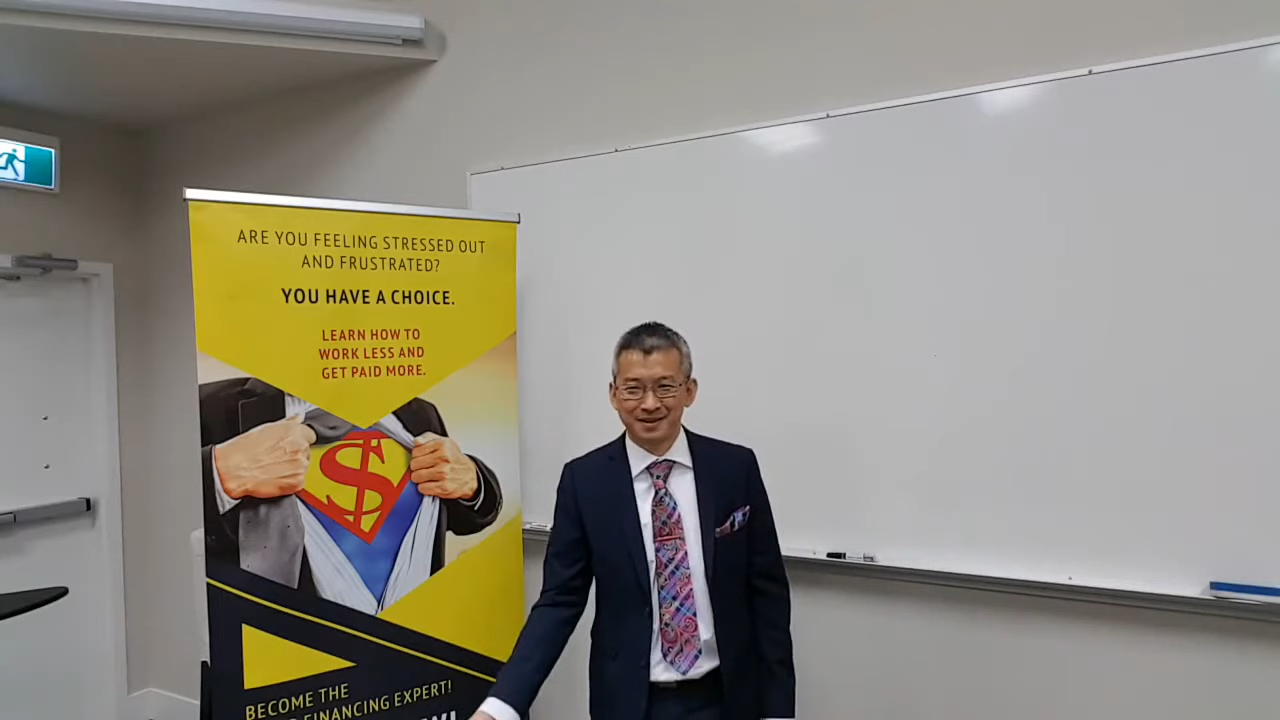 ARE YOU FEELING STRESSED OUT
AND FRUSTRATED?
YOU HAVE A CHOICE.
LEARN HOW TO
WORK LESS AND
GET PAID MORE.
$
BECOME THE
FINANCING EXPERT!